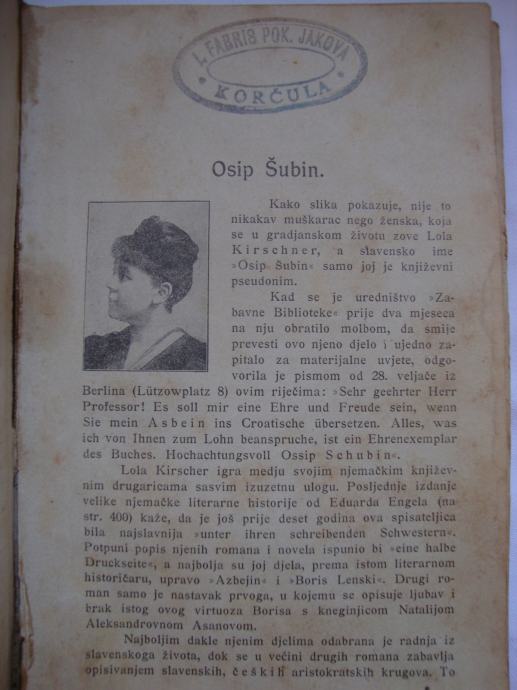 I. FABRIS POK. JAKOVA
• KORČULA •
Osip Šubin.
Kako slika pokazuje, nije to
nikakav muškarac nego ženska, koja
se u gradjanskom životu zove Lola
Kirschner, a slavensko ime
»Osip Šubin« samo joj je književni
pseudonim.
Kad se je uredništvo »Za-
bavne Biblioteke« prije dva mjeseca
na nju obratilo molbom, da smije
prevesti ovo njeno djelo i ujedno za-
pitalo za materijalne uvjete, odgo-
vorila je pismom od 28. veljače iz
Berlina (Lützowplatz 8) ovim riječima: »Sehr geehrter Herr
Professor! Es soll mir eine Ehre und Freude sein, wenn
Sie mein Asbein ins Croatische übersetzen. Alles, was
ich von Ihnen zum Lohn beanspruche, ist ein Ehrenexemplar
des Buches. Hochachtungsvoll Ossip Schubin«.
Lola Kirscher igra medju svojim njemačkim književ-
nim drugaricama sasvim izuzetnu ulogu. Posljednje izdanje
velike njemačke literarne historije od Eduarda Engela (na
str. 400) kaže, da je još prije deset godina ova spisateljica
bila najslavnija »unter ihren schreibenden Schwestern«.
Potpuni popis njenih romana i novela ispunio bi »eine halbe
Druckseite«, a najbolja su joj djela, prema istom literarnom
historičaru, upravo »Azbejin« i »Boris Lenski«. Drugi ro-
man samo je nastavak prvoga, u kojemu se opisuje ljubav i
brak istog ovog virtuoza Borisa s kneginjicom Natalijom
Aleksandrovnom Asanovom.
Najboljim dakle njenim djelima odabrana je radnja iz
slavenskoga života, dok se u većini drugih romana zabavlja
opisivanjem slavenskih, čeških aristokratskih krugova. To